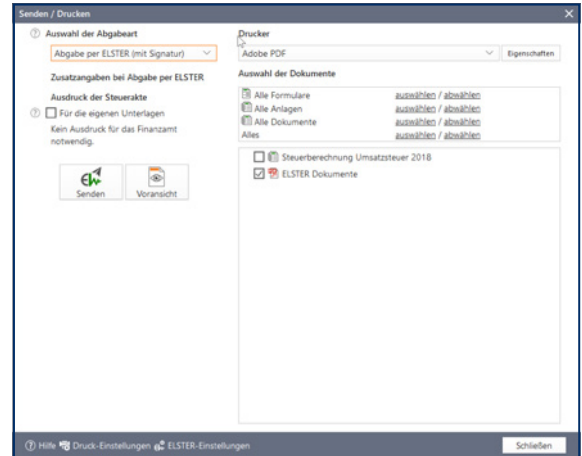 Senden / Drucken
Auswahl der Abgabeart
Abgabe per ELSTER (mit Signatur)
Zusatzangaben bei Abgabe per ELSTER
Ausdruck der Steuerakte
Für die eigenen Unterlagen
Kein Ausdruck für das Finanzamt
notwendig.
Senden
Voransicht
Drucker
Adobe PDF
Eigenschaften
Auswahl der Dokumente
Alle Formulare auswählen / abwählen
Alle Anlagen auswählen / abwählen
Alle Dokumente auswählen / abwählen
Alles auswählen / abwählen
Steuerberechnung Umsatzsteuer 2018
ELSTER Dokumente
Hilfe Druck-Einstellungen ELSTER-Einstellungen
Schließen